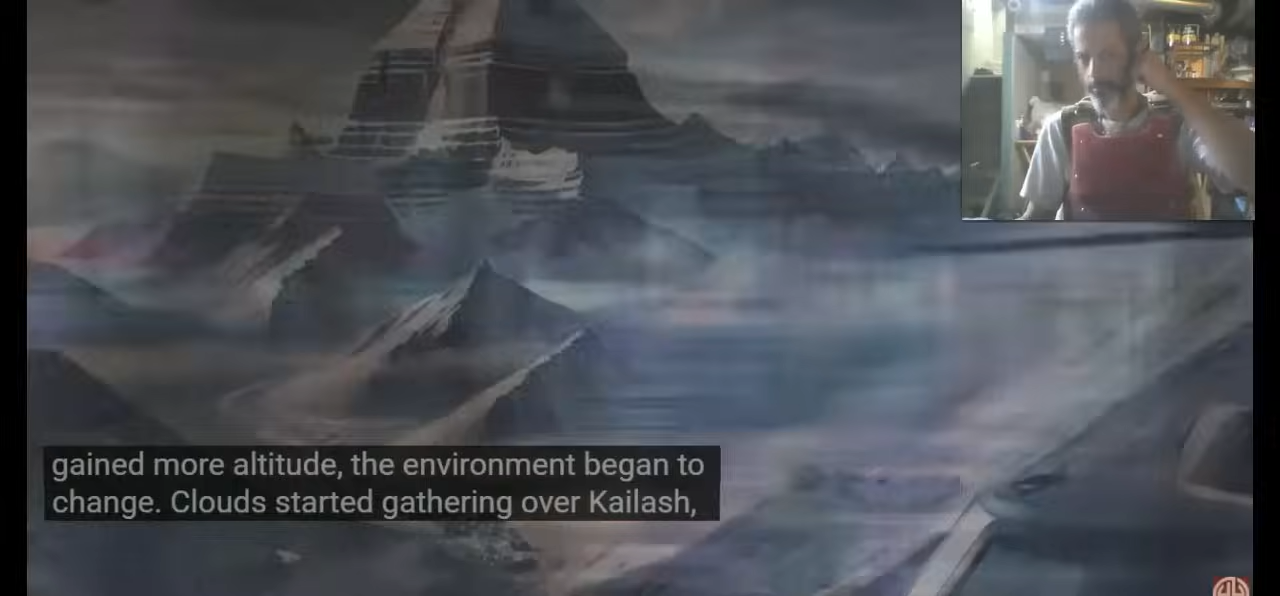 gained more altitude, the environment began to
change. Clouds started gathering over Kailash,